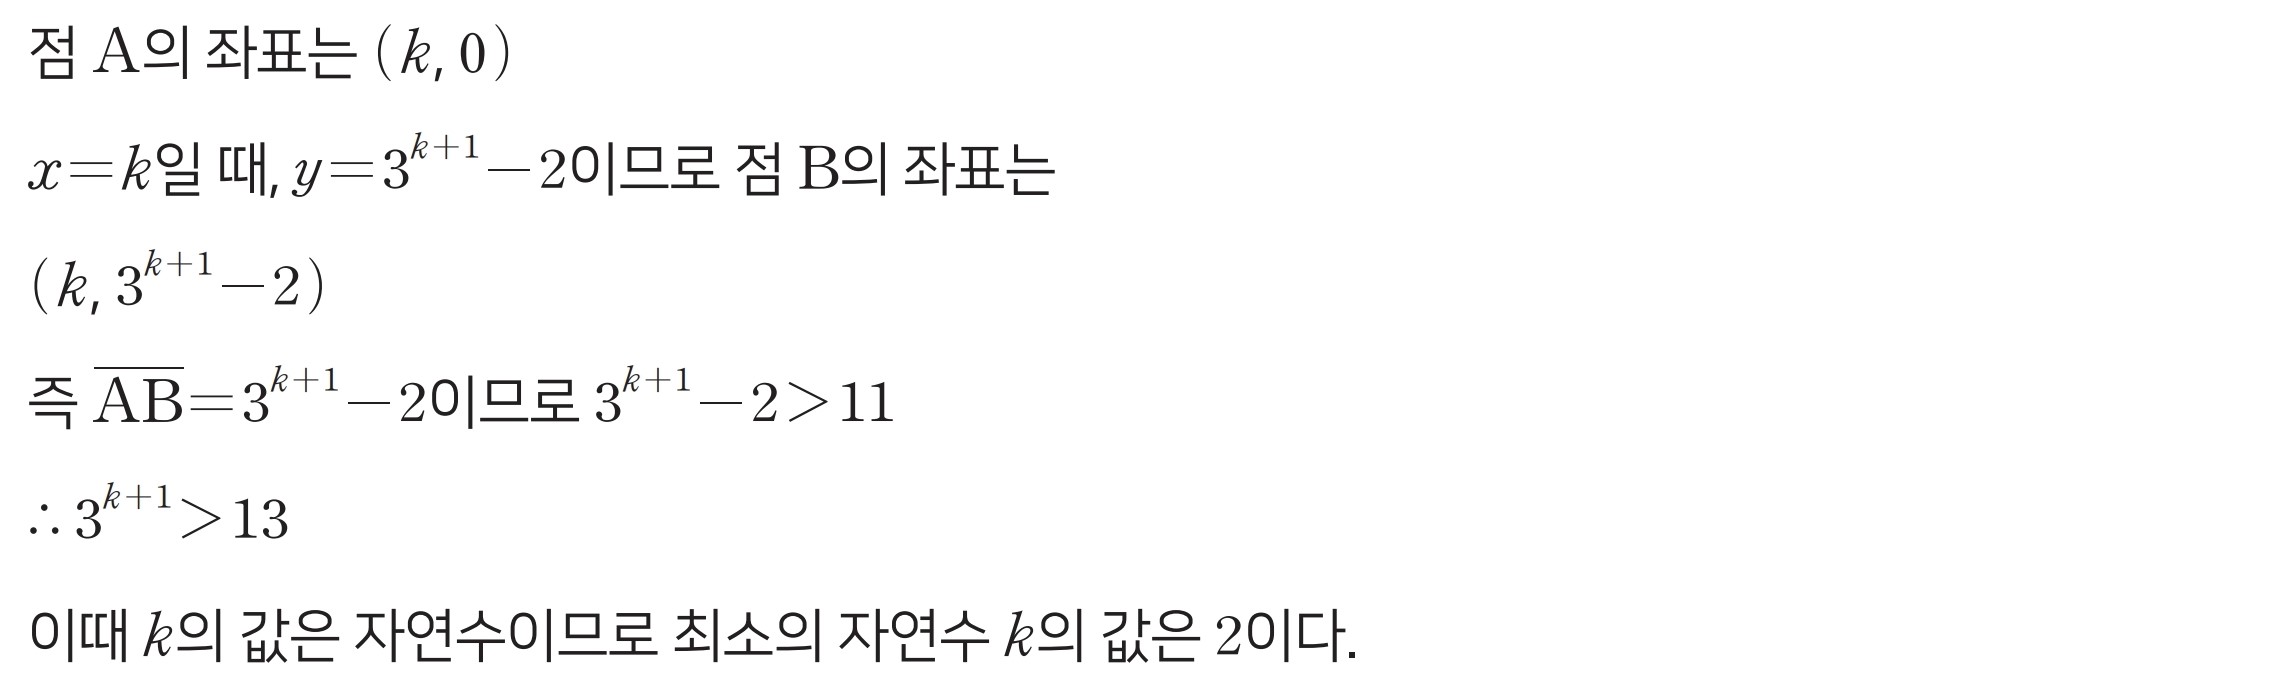 점 A의 좌표는 (k, 0)
x=k일 때, y=3^{k+1}-2이므로 점 B의 좌표는
(k, 3^{k+1}-2)
즉 \overline{AB}=3^{k+1}-2이므로 3^{k+1}-2>11
∴ 3^{k+1}>13
이때 k의 값은 자연수이므로 최소의 자연수 k의 값은 2이다.